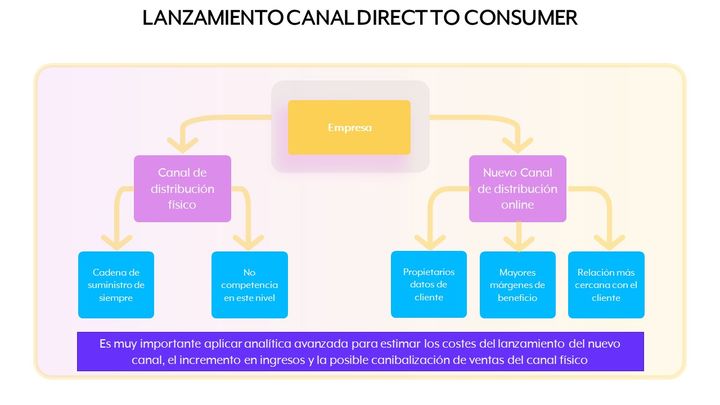 LANZAMIENTO CANAL DIRECT TO CONSUMER
Empresa
Canal de
distribución
físico
Nuevo Canal
de distribución
online
Cadena de
suministro de
siempre
No
competencia
en este nivel
Propietarios
datos de
cliente
Mayores
márgenes de
beneficio
Relación más
cercana con el
cliente
Es muy importante aplicar analítica avanzada para estimar los costes del lanzamiento del nuevo
canal, el incremento en ingresos y la posible canibalización de ventas del canal físico